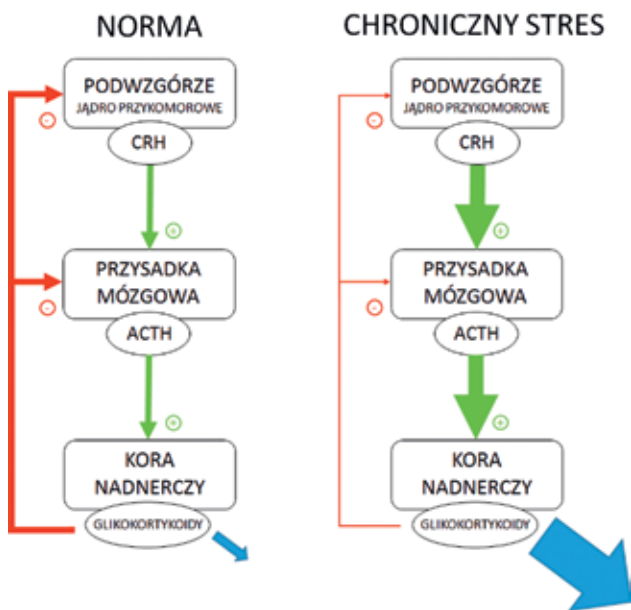 NORMA
PODWZGÓRZE
JĄDRO PRZYKOMOROWE
-
CRH
+
PRZYSADKA
MÓZGOWA
-
ACTH
+
KORA
NADNERCZY
GLIKOKORTYKOIDY
CHRONICZNY STRES
PODWZGÓRZE
JĄDRO PRZYKOMOROWE
-
CRH
+
PRZYSADKA
MÓZGOWA
-
ACTH
+
KORA
NADNERCZY
GLIKOKORTYKOIDY